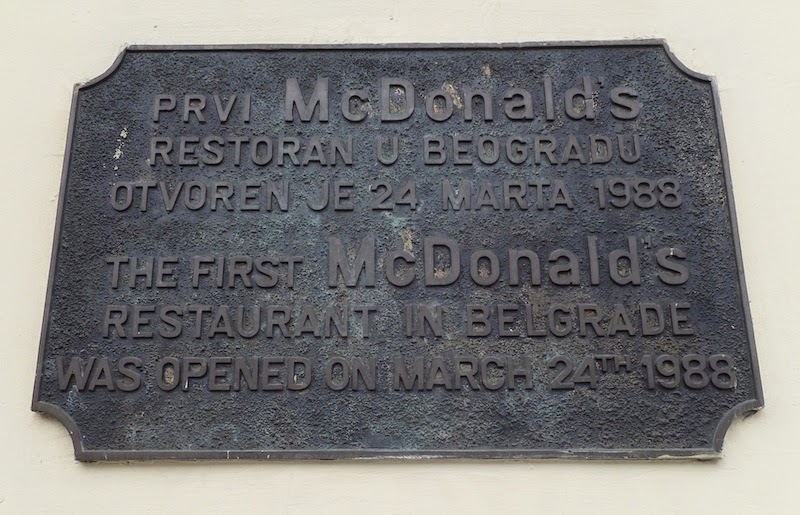 PRVI McDonald's
RESTORAN U BEOGRADU
OTVOREN JE 24 MARTA 1988
THE FIRST McDonald's
RESTAURANT IN BELGRADE
WAS OPENED ON MARCH 24TH 1988